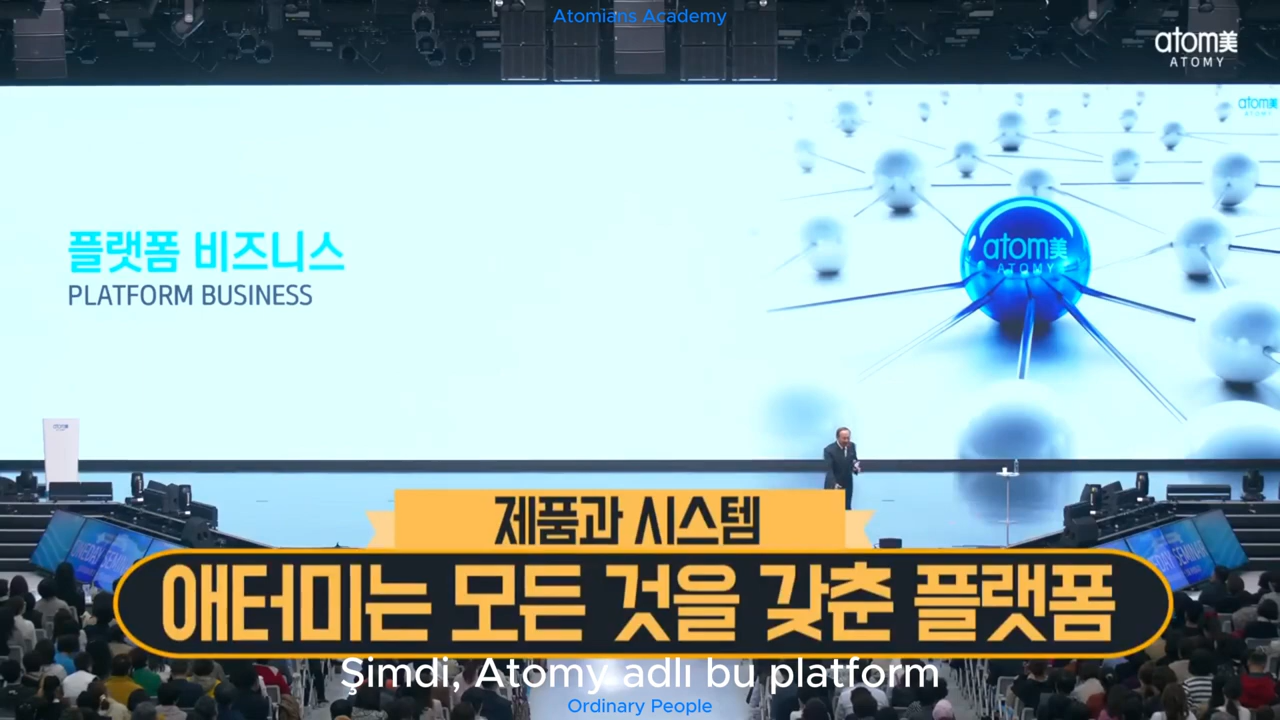 Atomians Academy
atom美
ATOMY
atom美
ATOMY
플랫폼 비즈니스
PLATFORM BUSINESS
atom美
ATOMY
제품과 시스템
애터미는 모든 것을 갖춘 플랫폼
Şimdi, Atomy adlı bu platform
Ordinary People